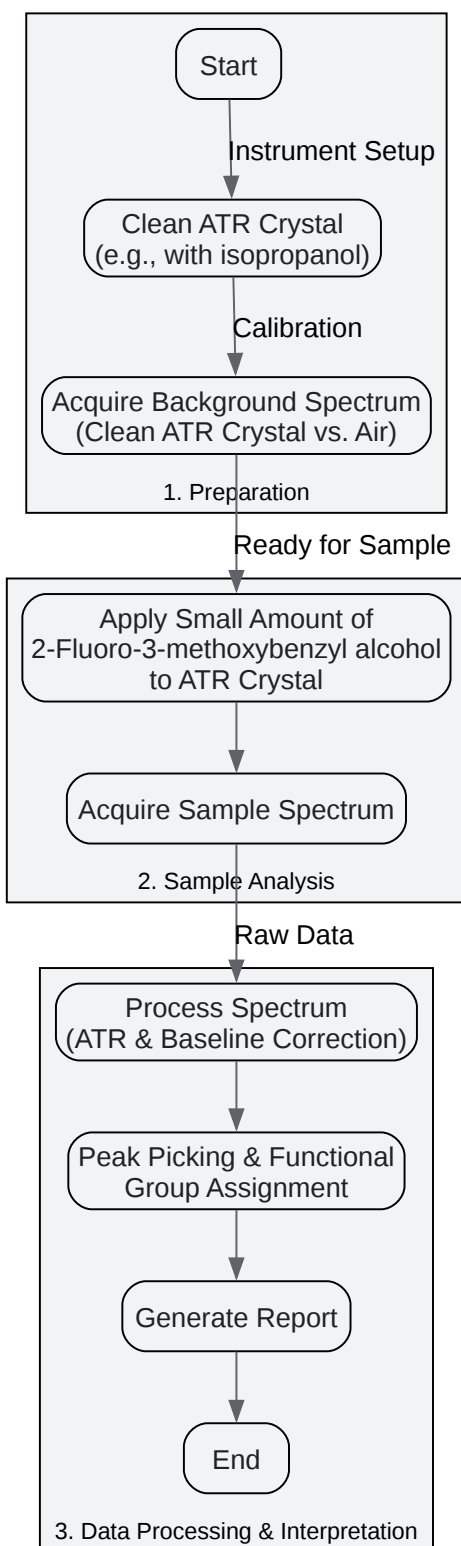 Start
Instrument Setup
Clean ATR Crystal
(e.g., with isopropanol)
Calibration
Acquire Background Spectrum
(Clean ATR Crystal vs. Air)
1. Preparation
Ready for Sample
Apply Small Amount of
2-Fluoro-3-methoxybenzyl alcohol
to ATR Crystal
Acquire Sample Spectrum
2. Sample Analysis
Raw Data
Process Spectrum
(ATR & Baseline Correction)
Peak Picking & Functional
Group Assignment
Generate Report
End
3. Data Processing & Interpretation